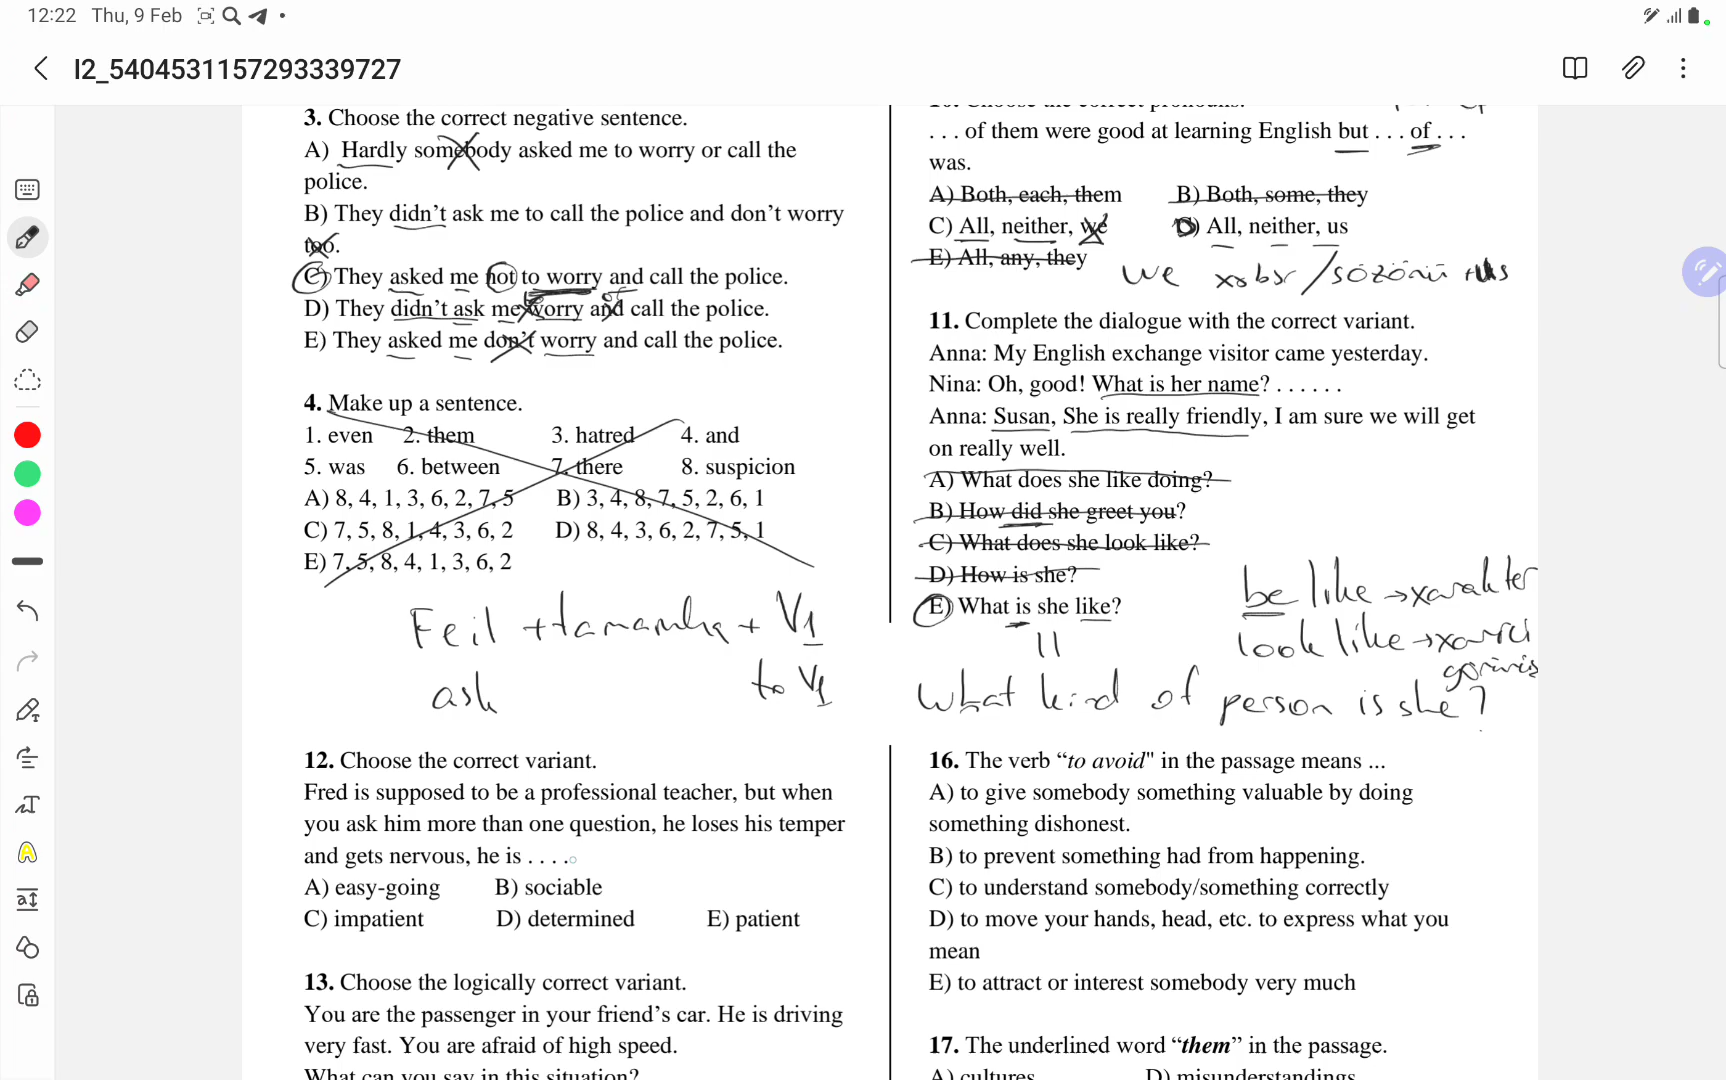 12:22 Thu, 9 Feb
I2_5404531157293339727
3. Choose the correct negative sentence.
A) Hardly somebody asked me to worry or call the
police.
B) They didn't ask me to call the police and don't worry
too.
C) They asked me not to worry and call the police.
D) They didn't ask me worry and call the police.
or
E) They asked me don't worry and call the police.
4. Make up a sentence.
1. even 2. them 3. hatred 4. and
5. was 6. between 7. there 8. suspicion
A) 8, 4, 1, 3, 6, 2, 7, 5 B) 3, 4, 8, 7, 5, 2, 6, 1
C) 7, 5, 8, 1, 4, 3, 6, 2 D) 8, 4, 3, 6, 2, 7, 5, 1
E) 7, 5, 8, 4, 1, 3, 6, 2
Feil + tamamlıq + V1
ask to V1
. . . of them were good at learning English but . . . of . . .
was.
A) Both, each, them B) Both, some, they
C) All, neither, we D) All, neither, us
E) All, any, they
we xəbər / sözönü us
11. Complete the dialogue with the correct variant.
Anna: My English exchange visitor came yesterday.
Nina: Oh, good! What is her name? . . . . . .
Anna: Susan, She is really friendly, I am sure we will get
on really well.
A) What does she like doing?
B) How did she greet you?
C) What does she look like?
D) How is she?
E) What is she like?
be like → xarakter
look like → xarici
görünüş
What kind of person is she?
12. Choose the correct variant.
Fred is supposed to be a professional teacher, but when
you ask him more than one question, he loses his temper
and gets nervous, he is . . . .
A) easy-going B) sociable
C) impatient D) determined E) patient
13. Choose the logically correct variant.
You are the passenger in your friend's car. He is driving
very fast. You are afraid of high speed.
What can you say in this situation?
16. The verb "to avoid" in the passage means ...
A) to give somebody something valuable by doing
something dishonest.
B) to prevent something had from happening.
C) to understand somebody/something correctly
D) to move your hands, head, etc. to express what you
mean
E) to attract or interest somebody very much
17. The underlined word "them" in the passage.
A) cultures D) misunderstandings